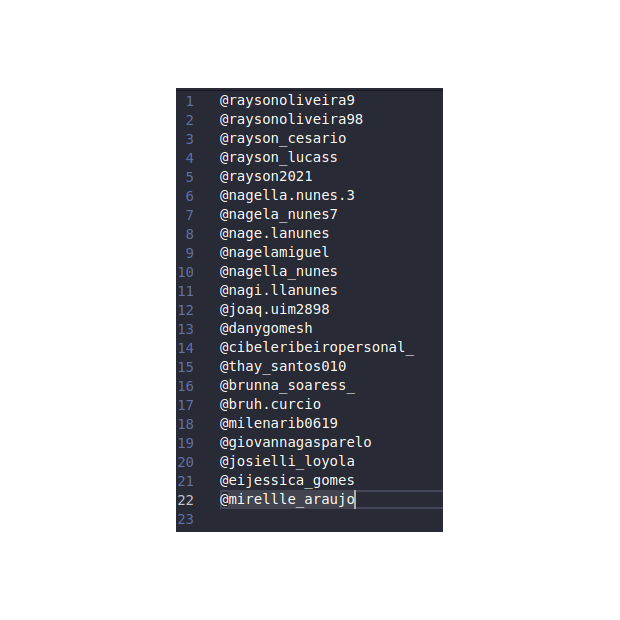 1 @raysonoliveira9
2 @raysonoliveira98
3 @rayson_cesario
4 @rayson_lucass
5 @rayson2021
6 @nagella.nunes.3
7 @nagela_nunes7
8 @nage.lanunes
9 @nagelamiguel
10 @nagella_nunes
11 @nagi.llanunes
12 @joaq.uim2898
13 @danygomesh
14 @cibeleribeiropersonal_
15 @thay_santos010
16 @brunna_soaress_
17 @bruh.curcio
18 @milenarib0619
19 @giovannagasparelo
20 @josielli_loyola
21 @eijessica_gomes
22 @mirellle_araujo
23